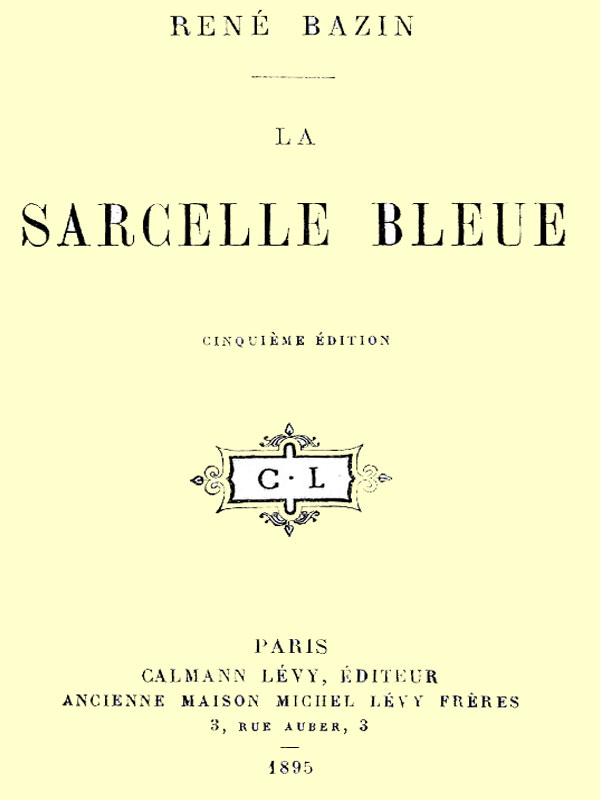 RENÉ BAZIN
LA
SARCELLE BLEUE
CINQUIÈME ÉDITION
C · L
PARIS
CALMANN LÉVY, ÉDITEUR
ANCIENNE MAISON MICHEL LÉVY FRÈRES
3, RUE AUBER, 3
1895